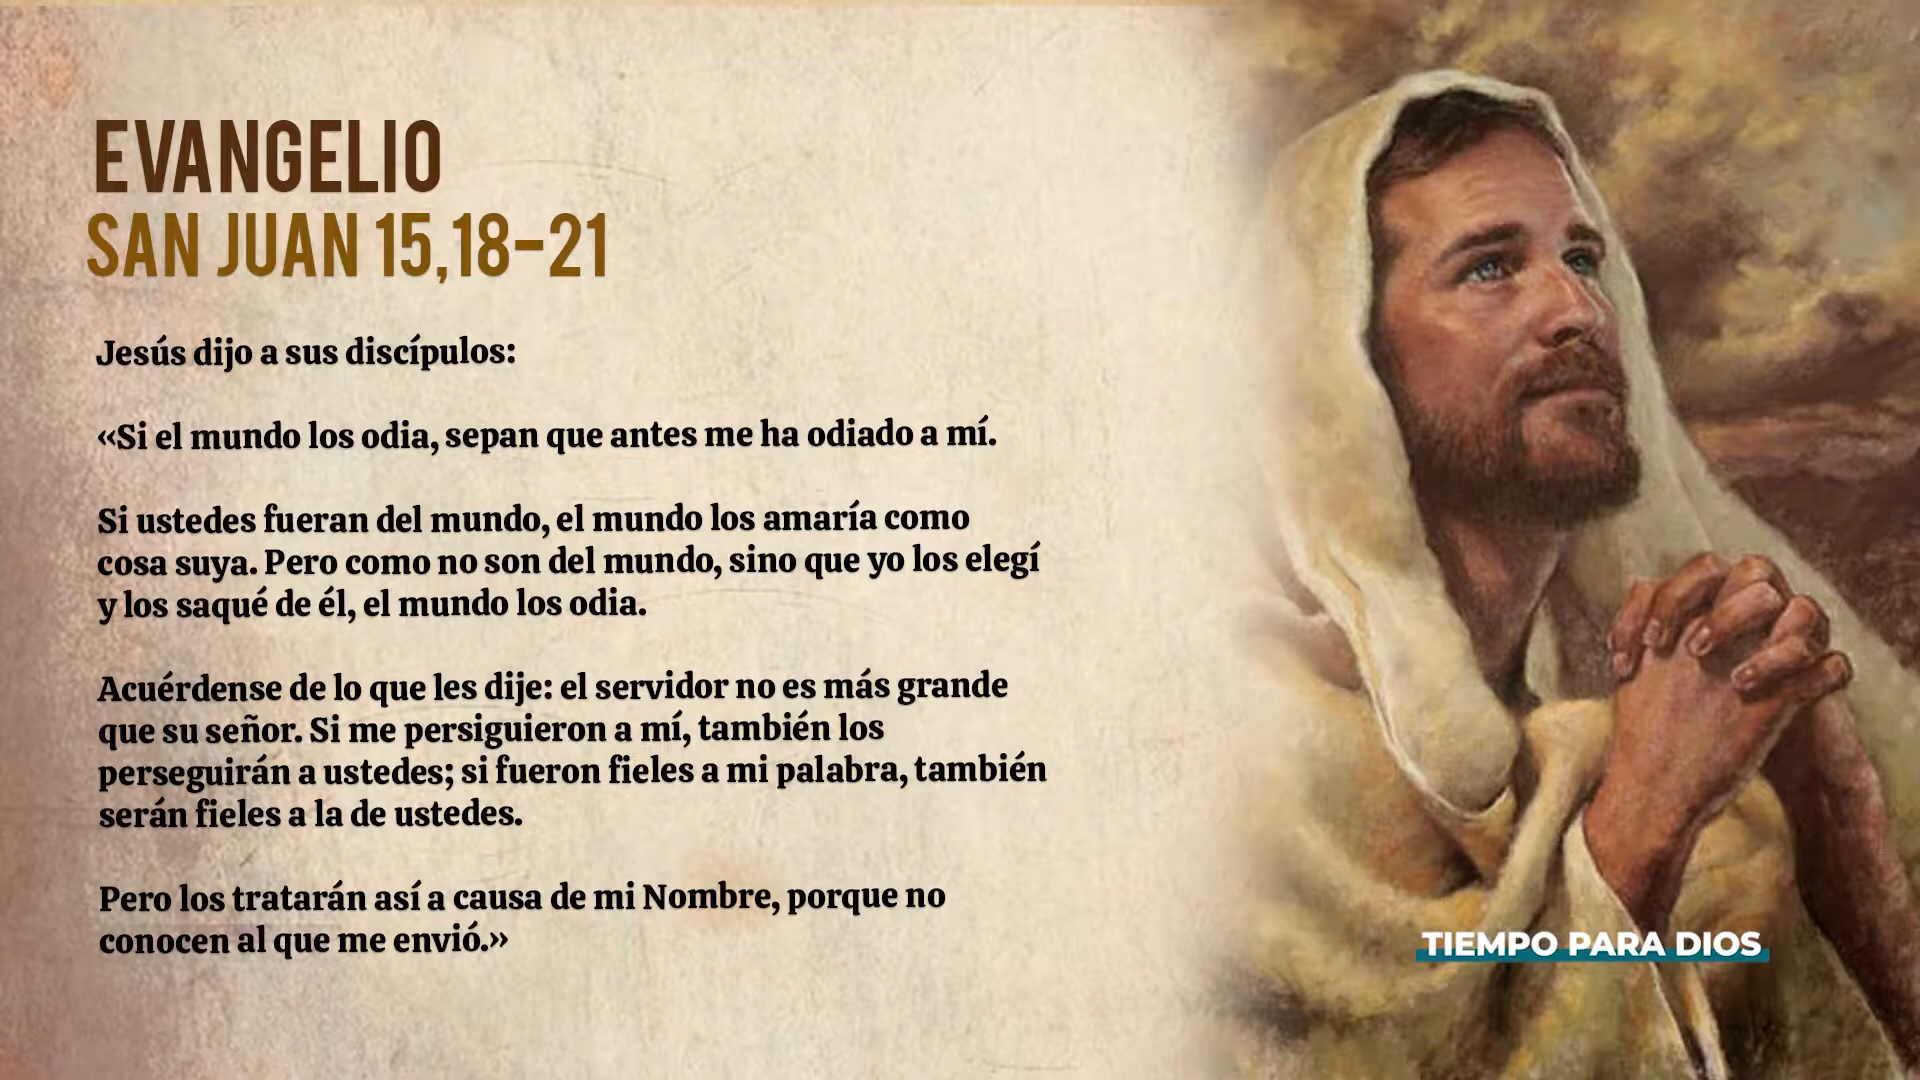 EVANGELIO
SAN JUAN 15,18-21
Jesús dijo a sus discípulos:
«Si el mundo los odia, sepan que antes me ha odiado a mí.
Si ustedes fueran del mundo, el mundo los amaría como
cosa suya. Pero como no son del mundo, sino que yo los elegí
y los saqué de él, el mundo los odia.
Acuérdense de lo que les dije: el servidor no es más grande
que su señor. Si me persiguieron a mí, también los
perseguirán a ustedes; si fueron fieles a mi palabra, también
serán fieles a la de ustedes.
Pero los tratarán así a causa de mi Nombre, porque no
conocen al que me envió.»
TIEMPO PARA DIOS